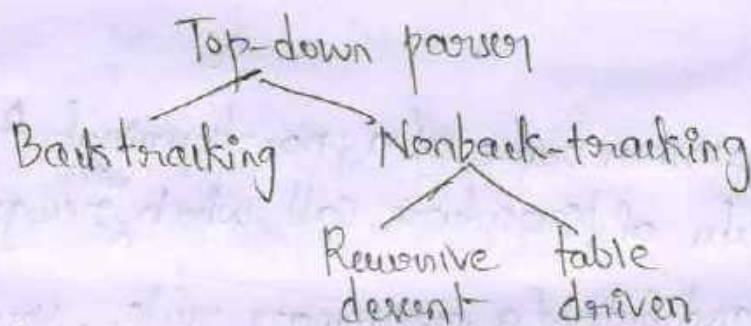 Top-down parser
Backtracking Nonback-tracking
Recursive table
descent driven